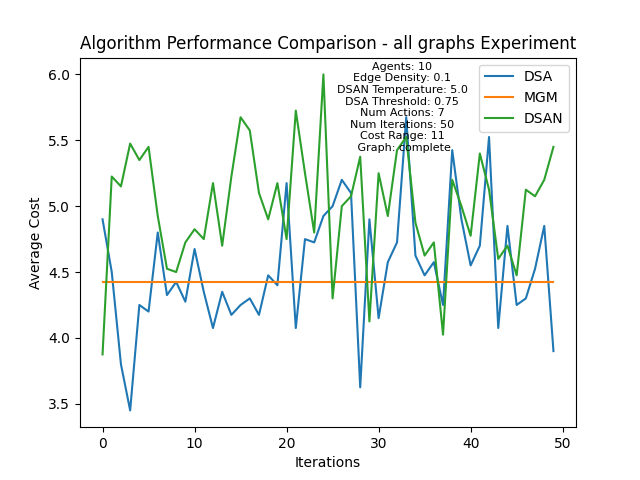 Algorithm Performance Comparison - all graphs Experiment
Agents: 10
Edge Density: 0.1
DSAN Temperature: 5.0
DSA Threshold: 0.75
Num Actions: 7
Num Iterations: 50
Cost Range: 11
Graph: complete
DSA
MGM
DSAN
Average Cost
6.0
5.5
5.0
4.5
4.0
3.5
0
10
20
30
40
50
Iterations